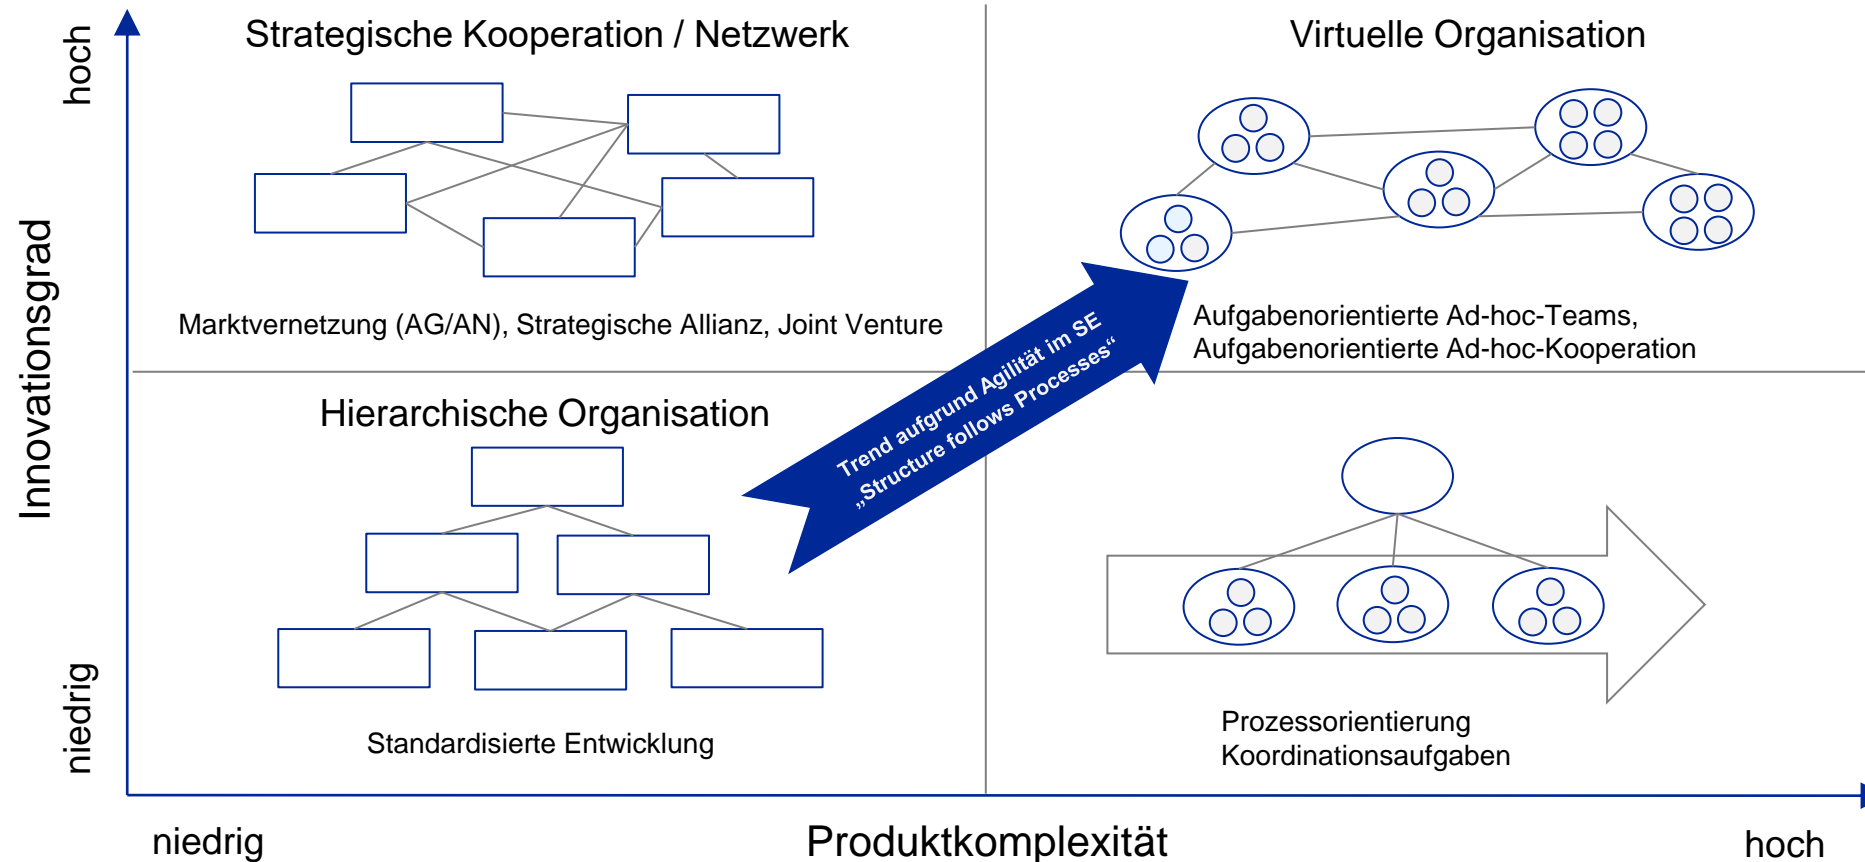 hoch
Innovationsgrad
niedrig
Strategische Kooperation / Netzwerk
Marktvernetzung (AG/AN), Strategische Allianz, Joint Venture
Virtuelle Organisation
Aufgabenorientierte Ad-hoc-Teams,
Aufgabenorientierte Ad-hoc-Kooperation
Trend aufgrund Agilität im SE
„Structure follows Processes“
Hierarchische Organisation
Standardisierte Entwicklung
Prozessorientierung
Koordinationsaufgaben
niedrig
Produktkomplexität
hoch